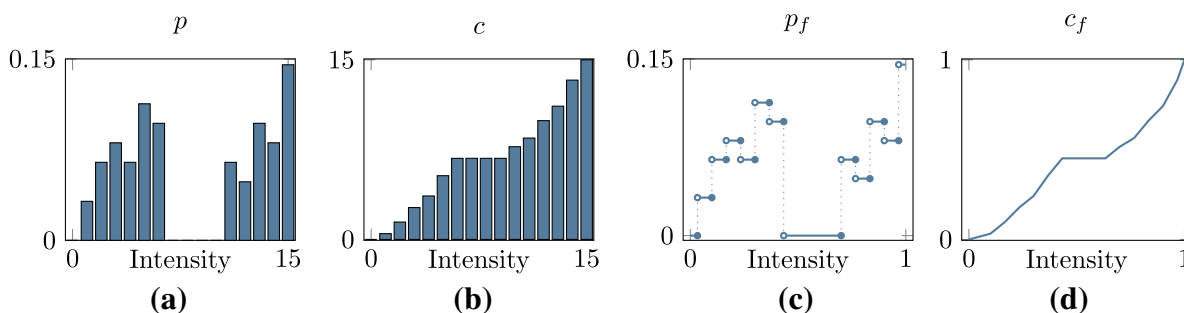 p
c
p_f
c_f
0.15
15
0.15
1
0
0
0
0
0 Intensity 15
0 Intensity 15
0 Intensity 1
0 Intensity 1
(a)
(b)
(c)
(d)